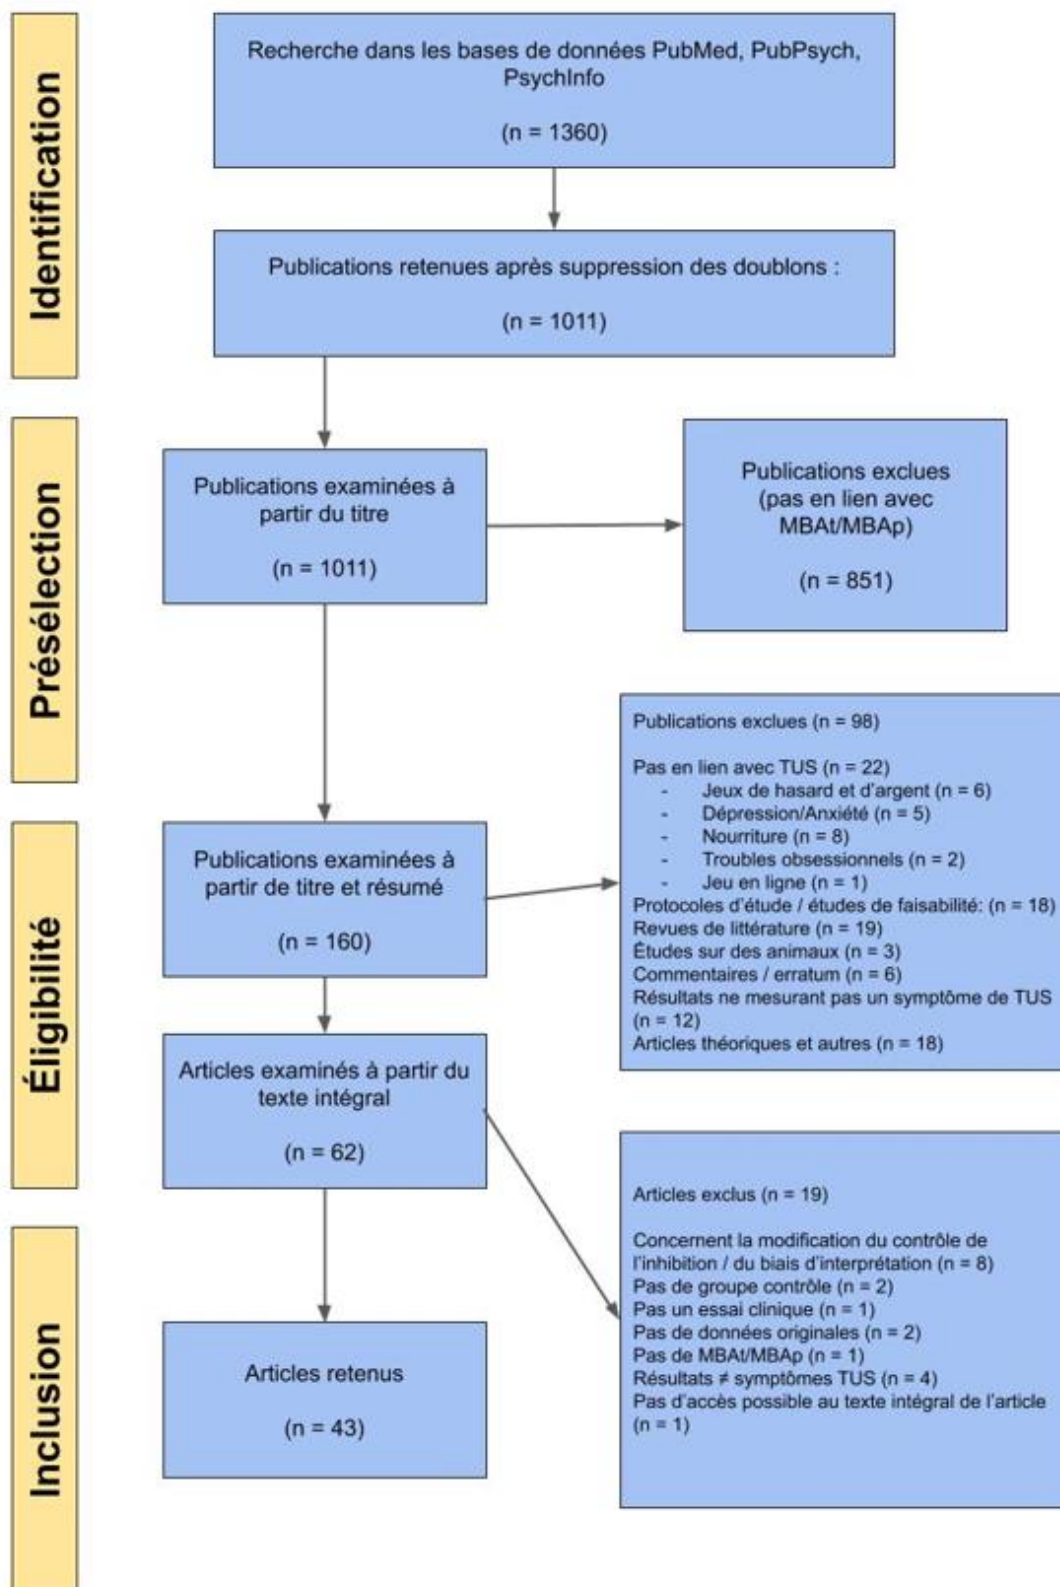 Identification
Recherche dans les bases de données PubMed, PubPsych,
PsychInfo
(n = 1360)
Publications retenues après suppression des doublons :
(n = 1011)
Présélection
Publications examinées à
partir du titre
(n = 1011)
Publications exclues
(pas en lien avec
MBAt/MBAp)
(n = 851)
Éligibilité
Publications examinées à
partir de titre et résumé
(n = 160)
Publications exclues (n = 98)
Pas en lien avec TUS (n = 22)
- Jeux de hasard et d'argent (n = 6)
- Dépression/Anxiété (n = 5)
- Nourriture (n = 8)
- Troubles obsessionnels (n = 2)
- Jeu en ligne (n = 1)
Protocoles d'étude / études de faisabilité: (n = 18)
Revues de littérature (n = 19)
Études sur des animaux (n = 3)
Commentaires / erratum (n = 6)
Résultats ne mesurant pas un symptôme de TUS
(n = 12)
Articles théoriques et autres (n = 18)
Articles examinés à partir du
texte intégral
(n = 62)
Articles exclus (n = 19)
Concernent la modification du contrôle de
l'inhibition / du biais d'interprétation (n = 8)
Pas de groupe contrôle (n = 2)
Pas un essai clinique (n = 1)
Pas de données originales (n = 2)
Pas de MBAt/MBAp (n = 1)
Résultats ≠ symptômes TUS (n = 4)
Pas d'accès possible au texte intégral de l'article
(n = 1)
Inclusion
Articles retenus
(n = 43)